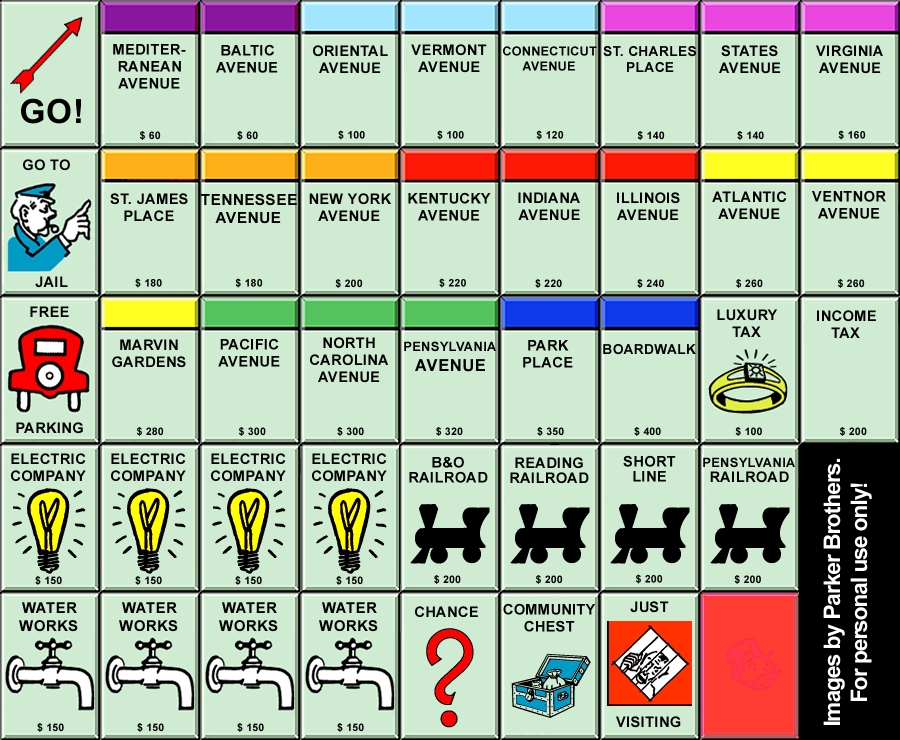 GO!
MEDITER-
RANEAN
AVENUE
$ 60
BALTIC
AVENUE
$ 60
ORIENTAL
AVENUE
$ 100
VERMONT
AVENUE
$ 100
CONNECTICUT
AVENUE
$ 120
ST. CHARLES
PLACE
$ 140
STATES
AVENUE
$ 140
VIRGINIA
AVENUE
$ 160
GO TO
JAIL
ST. JAMES
PLACE
$ 180
TENNESSEE
AVENUE
$ 180
NEW YORK
AVENUE
$ 200
KENTUCKY
AVENUE
$ 220
INDIANA
AVENUE
$ 220
ILLINOIS
AVENUE
$ 240
ATLANTIC
AVENUE
$ 260
VENTNOR
AVENUE
$ 260
FREE
PARKING
MARVIN
GARDENS
$ 280
PACIFIC
AVENUE
$ 300
NORTH
CAROLINA
AVENUE
$ 300
PENSYLVANIA
AVENUE
$ 320
PARK
PLACE
$ 350
BOARDWALK
$ 400
LUXURY
TAX
$ 100
INCOME
TAX
$ 200
ELECTRIC
COMPANY
$ 150
ELECTRIC
COMPANY
$ 150
ELECTRIC
COMPANY
$ 150
ELECTRIC
COMPANY
$ 150
B&O
RAILROAD
$ 200
READING
RAILROAD
$ 200
SHORT
LINE
$ 200
PENSYLVANIA
RAILROAD
$ 200
WATER
WORKS
$ 150
WATER
WORKS
$ 150
WATER
WORKS
$ 150
WATER
WORKS
$ 150
CHANCE
COMMUNITY
CHEST
JUST
VISITING
Images by Parker Brothers.
For personal use only!